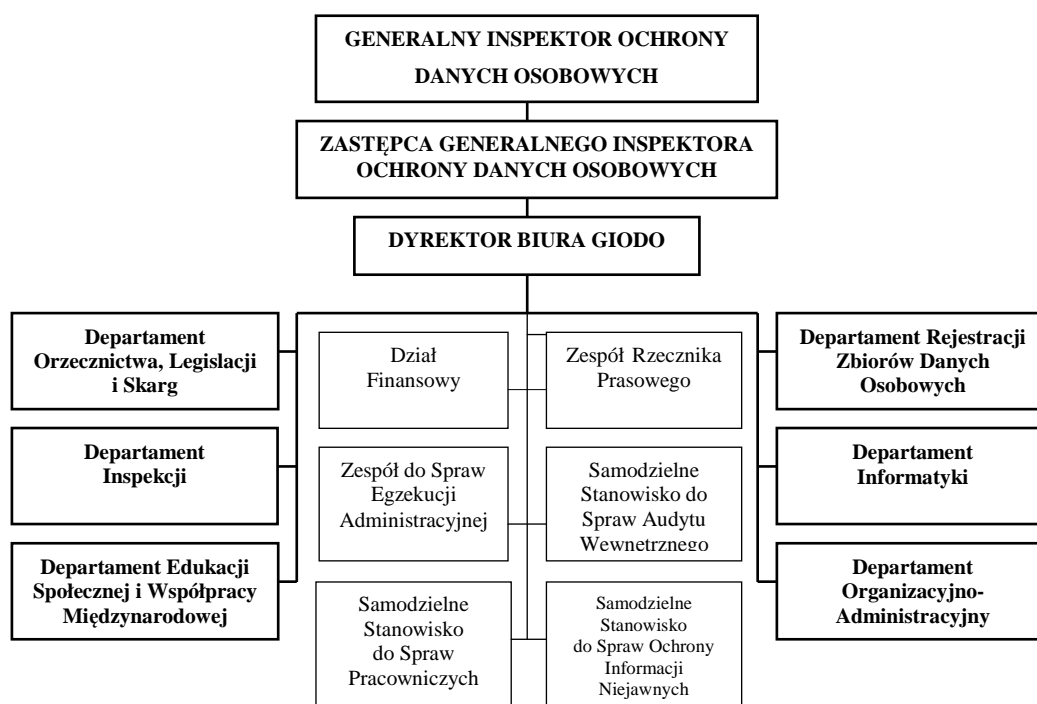 GENERALNY INSPEKTOR OCHRONY
DANYCH OSOBOWYCH
ZASTĘPCA GENERALNEGO INSPEKTORA
OCHRONY DANYCH OSOBOWYCH
DYREKTOR BIURA GIODO
Departament
Orzecznictwa, Legislacji
i Skarg
Dział
Finansowy
Zespół Rzecznika
Prasowego
Departament Rejestracji
Zbiorów Danych
Osobowych
Departament
Inspekcji
Zespół do Spraw
Egzekucji
Administracyjnej
Samodzielne
Stanowisko do
Spraw Audytu
Wewnętrznego
Departament
Informatyki
Departament Edukacji
Społecznej i Współpracy
Międzynarodowej
Samodzielne
Stanowisko
do Spraw
Pracowniczych
Samodzielne
Stanowisko
do Spraw Ochrony
Informacji
Niejawnych
Departament
Organizacyjno-
Administracyjny